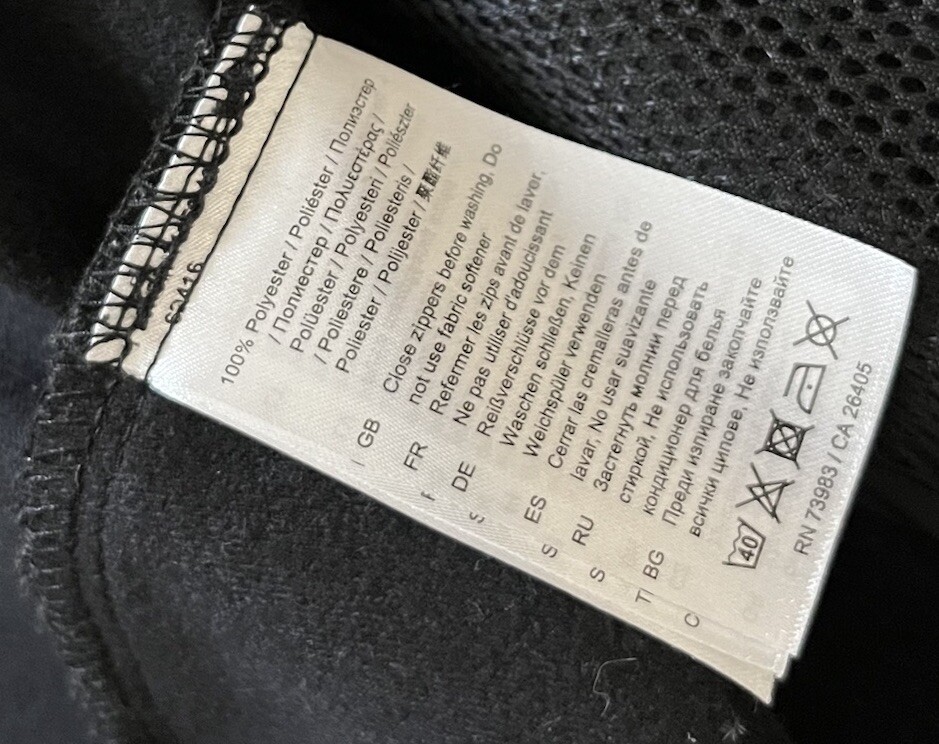 100% Polyester / Poliéster / Полиэстер
/ Полиестер / Πολυεστέρας /
Polüester / Polyesteri / Poliészter
/ Poliestere / Poliesteris /
Poliester / Polijester / 聚酯纤维
GB Close zippers before washing, Do
not use fabric softener
FR Refermer les zips avant de laver,
Ne pas utiliser d'adoucissant
DE Reißverschlüsse vor dem
Waschen schließen, Keinen
Weichspüler verwenden
ES Cerrar las cremalleras antes de
lavar, No usar suavizante
RU Застегнуть молнии перед
стиркой, Не использовать
кондиционер для белья
BG Преди изпиране закопчайте
всички ципове, Не използвайте
40
RN 73983 / CA 26405